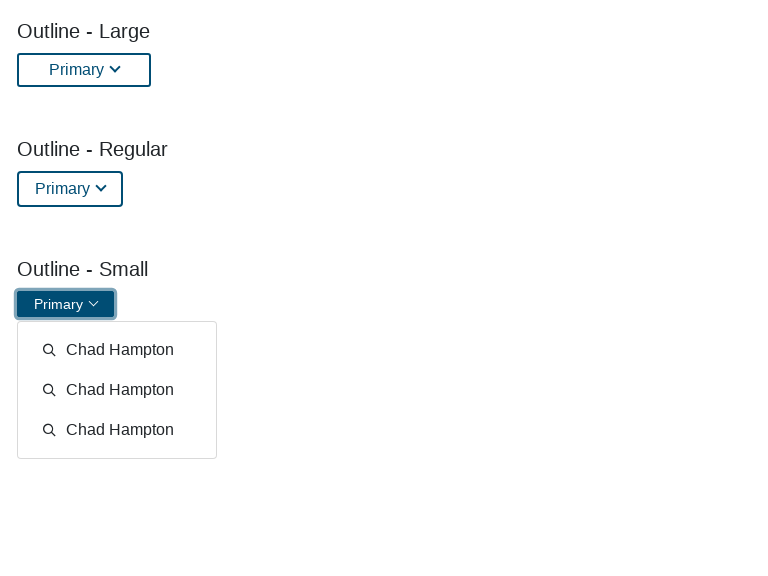 Outline - Large
Primary
Outline - Regular
Primary
Outline - Small
Primary
Chad Hampton
Chad Hampton
Chad Hampton